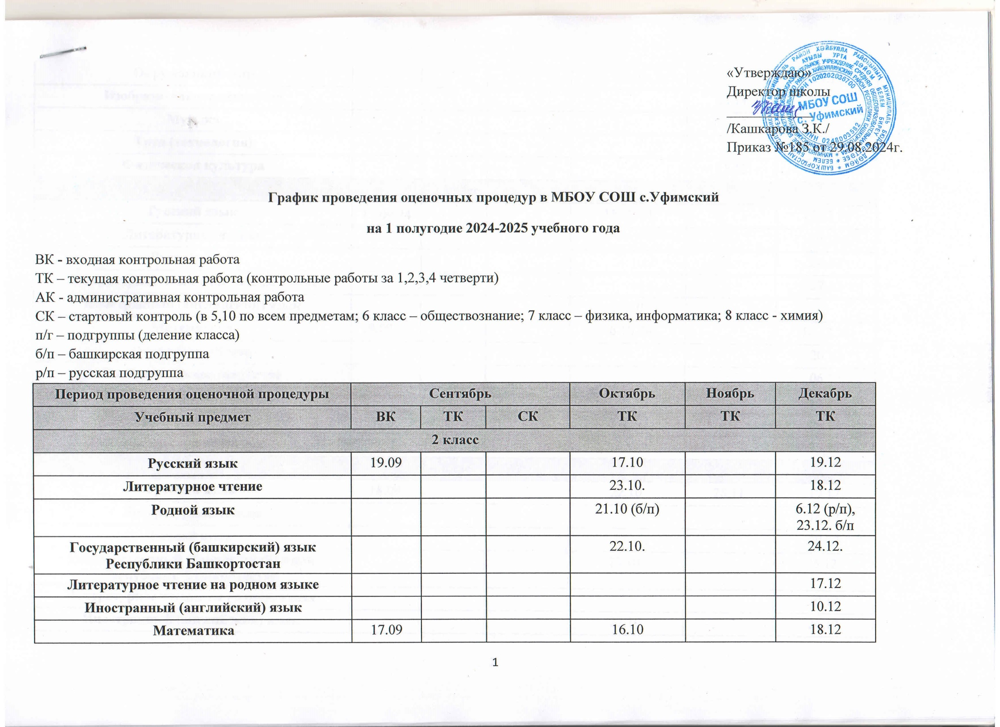 «Утверждаю»
Директор школы
/Кашкарова З.К./
Приказ №185 от 29.08.2024г.
МБОУ СОШ
с. Уфимский
ОГРН 1020202036700
ИНН 0248003582
График проведения оценочных процедур в МБОУ СОШ с.Уфимский
на 1 полугодие 2024-2025 учебного года
ВК - входная контрольная работа
ТК – текущая контрольная работа (контрольные работы за 1,2,3,4 четверти)
АК - административная контрольная работа
СК – стартовый контроль (в 5,10 по всем предметам; 6 класс – обществознание; 7 класс – физика, информатика; 8 класс - химия)
п/г – подгруппы (деление класса)
б/п – башкирская подгруппа
р/п – русская подгруппа
Период проведения оценочной процедуры Сентябрь Октябрь Ноябрь Декабрь
Учебный предмет ВК ТК СК ТК ТК ТК
2 класс
Русский язык 19.09 17.10 19.12
Литературное чтение 23.10. 18.12
Родной язык 21.10 (б/п) 6.12 (р/п),
23.12. б/п
Государственный (башкирский) язык 22.10. 24.12.
Республики Башкортостан
Литературное чтение на родном языке 17.12
Иностранный (английский) язык 10.12
Математика 17.09 16.10 18.12
1